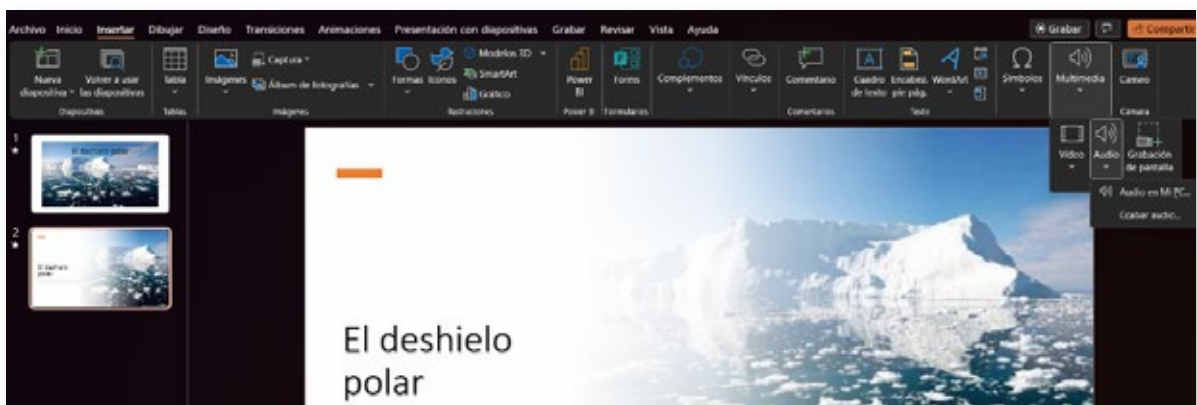 Archivo Inicio Insertar Dibujar Diseño Transiciones Animaciones Presentación con diapositivas Grabar Revisar Vista Ayuda Grabar Compartir
Nueva diapositiva
Volver a usar las diapositivas
Tabla
Imágenes
Captura
Álbum de fotografías
Formas
Iconos
Modelos 3D
SmartArt
Gráfico
Power BI
Forms
Complementos
Vínculos
Comentario
Cuadro de texto
Encabez. pie pág.
WordArt
Símbolos
Multimedia
Cameo
Diapositivas Tablas Imágenes Ilustraciones Power B Formularios Comentarios Texto Cámara
Vídeo
Audio
Grabación de pantalla
Audio en Mi PC...
Grabar audio...
1
El deshielo polar
2
El deshielo
polar
El deshielo
polar